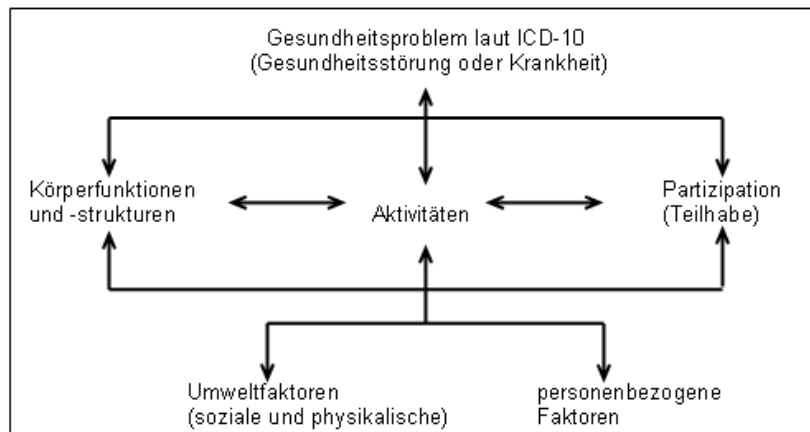 Gesundheitsproblem laut ICD-10
(Gesundheitsstörung oder Krankheit)
Körperfunktionen
und -strukturen
Aktivitäten
Partizipation
(Teilhabe)
Umweltfaktoren
(soziale und physikalische)
personenbezogene
Faktoren